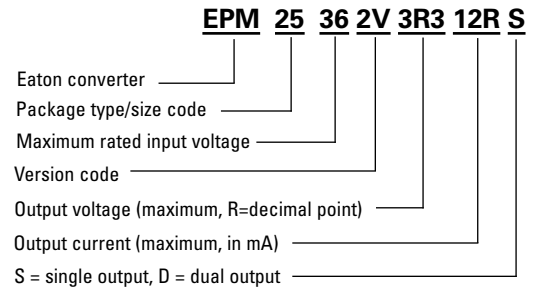 EPM 25 36 2V 3R3 12R S
Eaton converter
Package type/size code
Maximum rated input voltage
Version code
Output voltage (maximum, R=decimal point)
Output current (maximum, in mA)
S = single output, D = dual output